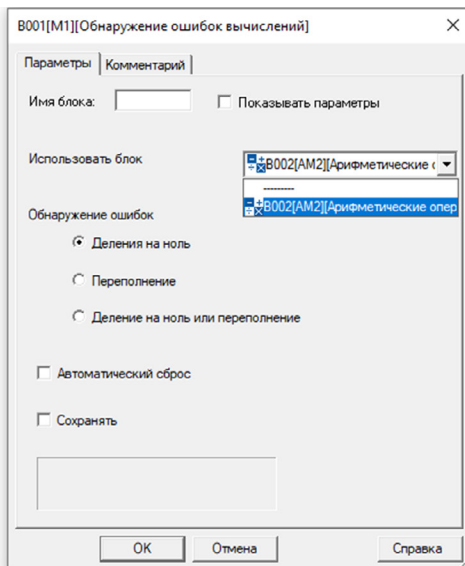 B001[M1][Обнаружение ошибок вычислений]
Параметры Комментарий
Имя блока: Показывать параметры
Использовать блок B002[AM2][Арифметические
---------
B002[AM2][Арифметические опер
Обнаружение ошибок
Деления на ноль
Переполнение
Деление на ноль или переполнение
Автоматический сброс
Сохранять
OK Отмена Справка